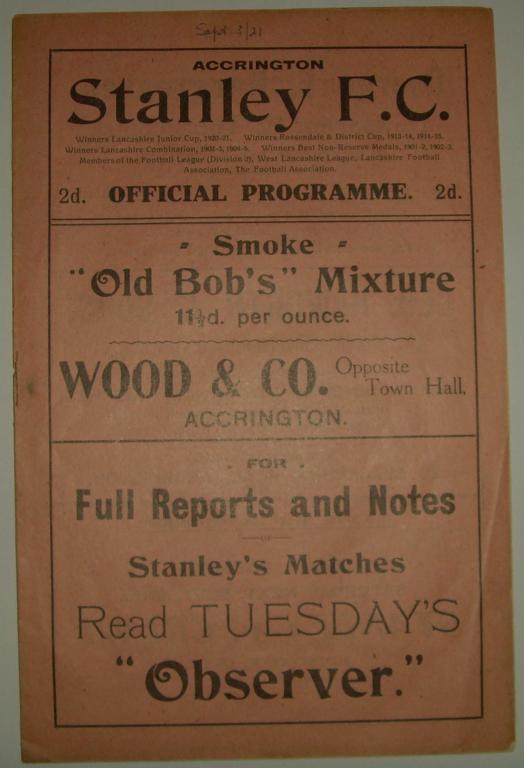 Sept 3/21
ACCRINGTON
Stanley F.C.
Winners Lancashire Junior Cup, 1920-21. Winners Rossendale & District Cup, 1913-14, 1914-15.
Winners Lancashire Combination, 1902-3, 1904-5. Winners Best Non-Reserve Medals, 1901-2, 1902-3.
Members of the Football League (Division 3), West Lancashire League, Lancashire Football
Association, The Football Association.
2d. OFFICIAL PROGRAMME. 2d.
- Smoke -
"Old Bob's" Mixture
11½d. per ounce.
WOOD & CO. Opposite
Town Hall,
ACCRINGTON.
. FOR .
Full Reports and Notes
OF
Stanley's Matches
Read TUESDAY'S
"Observer."